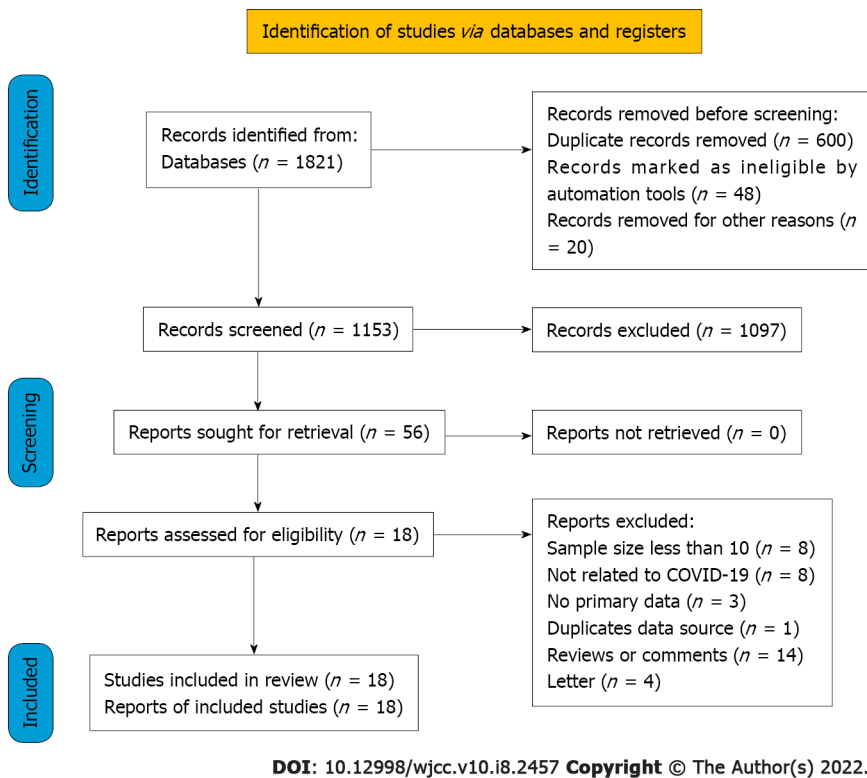 Identification of studies via databases and registers
Identification
Records identified from:
Databases (n = 1821)
Records removed before screening:
Duplicate records removed (n = 600)
Records marked as ineligible by
automation tools (n = 48)
Records removed for other reasons (n
= 20)
Records screened (n = 1153)
Records excluded (n = 1097)
Screening
Reports sought for retrieval (n = 56)
Reports not retrieved (n = 0)
Reports assessed for eligibility (n = 18)
Reports excluded:
Sample size less than 10 (n = 8)
Not related to COVID-19 (n = 8)
No primary data (n = 3)
Duplicates data source (n = 1)
Reviews or comments (n = 14)
Letter (n = 4)
Included
Studies included in review (n = 18)
Reports of included studies (n = 18)
DOI: 10.12998/wjcc.v10.i8.2457 Copyright © The Author(s) 2022.